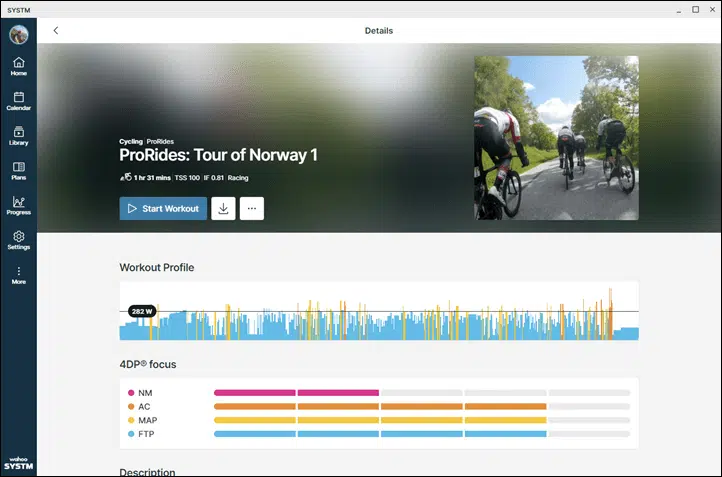 SYSTM
Details
Home
Calendar
Library
Plans
Progress
Settings
More
wahoo
SYSTM
Cycling ProRides
ProRides: Tour of Norway 1
1 hr 31 mins TSS 100 IF 0.81 Racing
Start Workout
Workout Profile
282 W
4DP® focus
NM
AC
MAP
FTP
Description